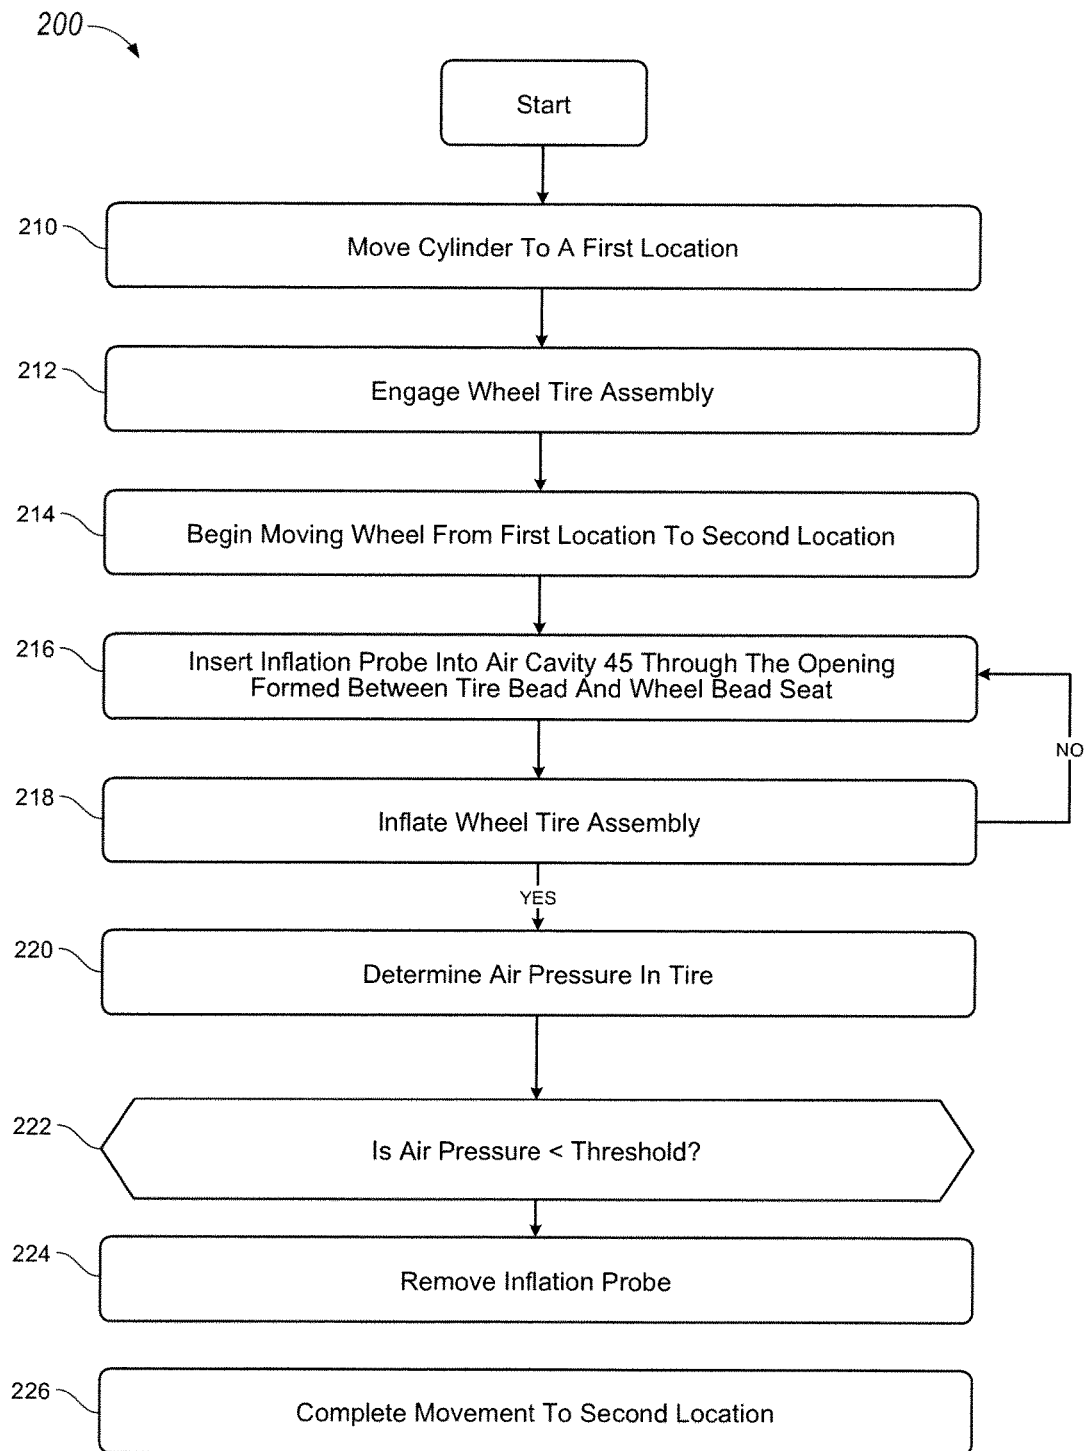 200
Start
210
Move Cylinder To A First Location
212
Engage Wheel Tire Assembly
214
Begin Moving Wheel From First Location To Second Location
216
Insert Inflation Probe Into Air Cavity 45 Through The Opening
Formed Between Tire Bead And Wheel Bead Seat
NO
218
Inflate Wheel Tire Assembly
YES
220
Determine Air Pressure In Tire
222
Is Air Pressure < Threshold?
224
Remove Inflation Probe
226
Complete Movement To Second Location